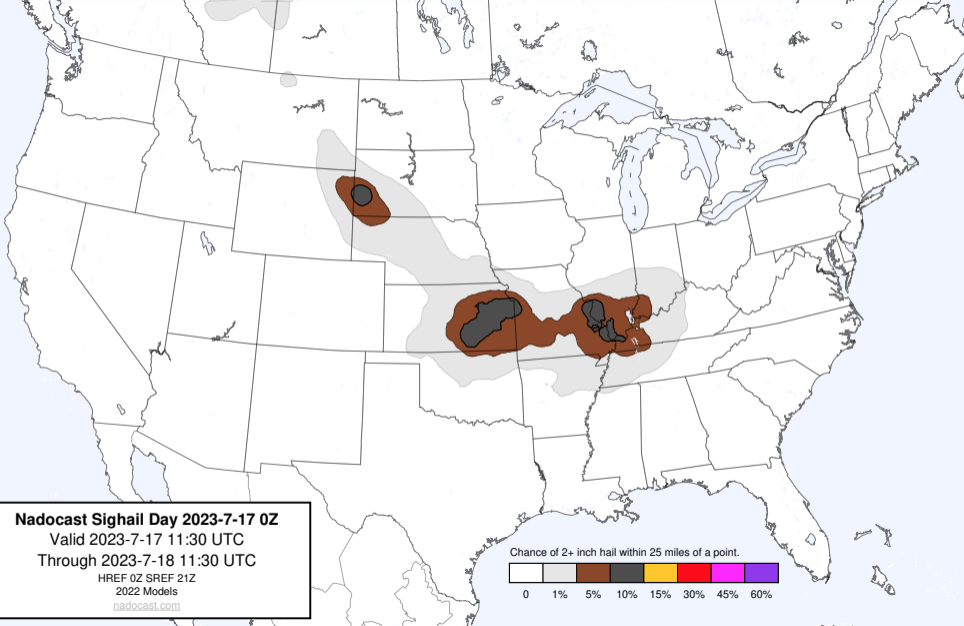 Nadocast Sighail Day 2023-7-17 0Z
Valid 2023-7-17 11:30 UTC
Through 2023-7-18 11:30 UTC
HREF 0Z SREF 21Z
2022 Models
nadocast.com
Chance of 2+ inch hail within 25 miles of a point.
0 1% 5% 10% 15% 30% 45% 60%